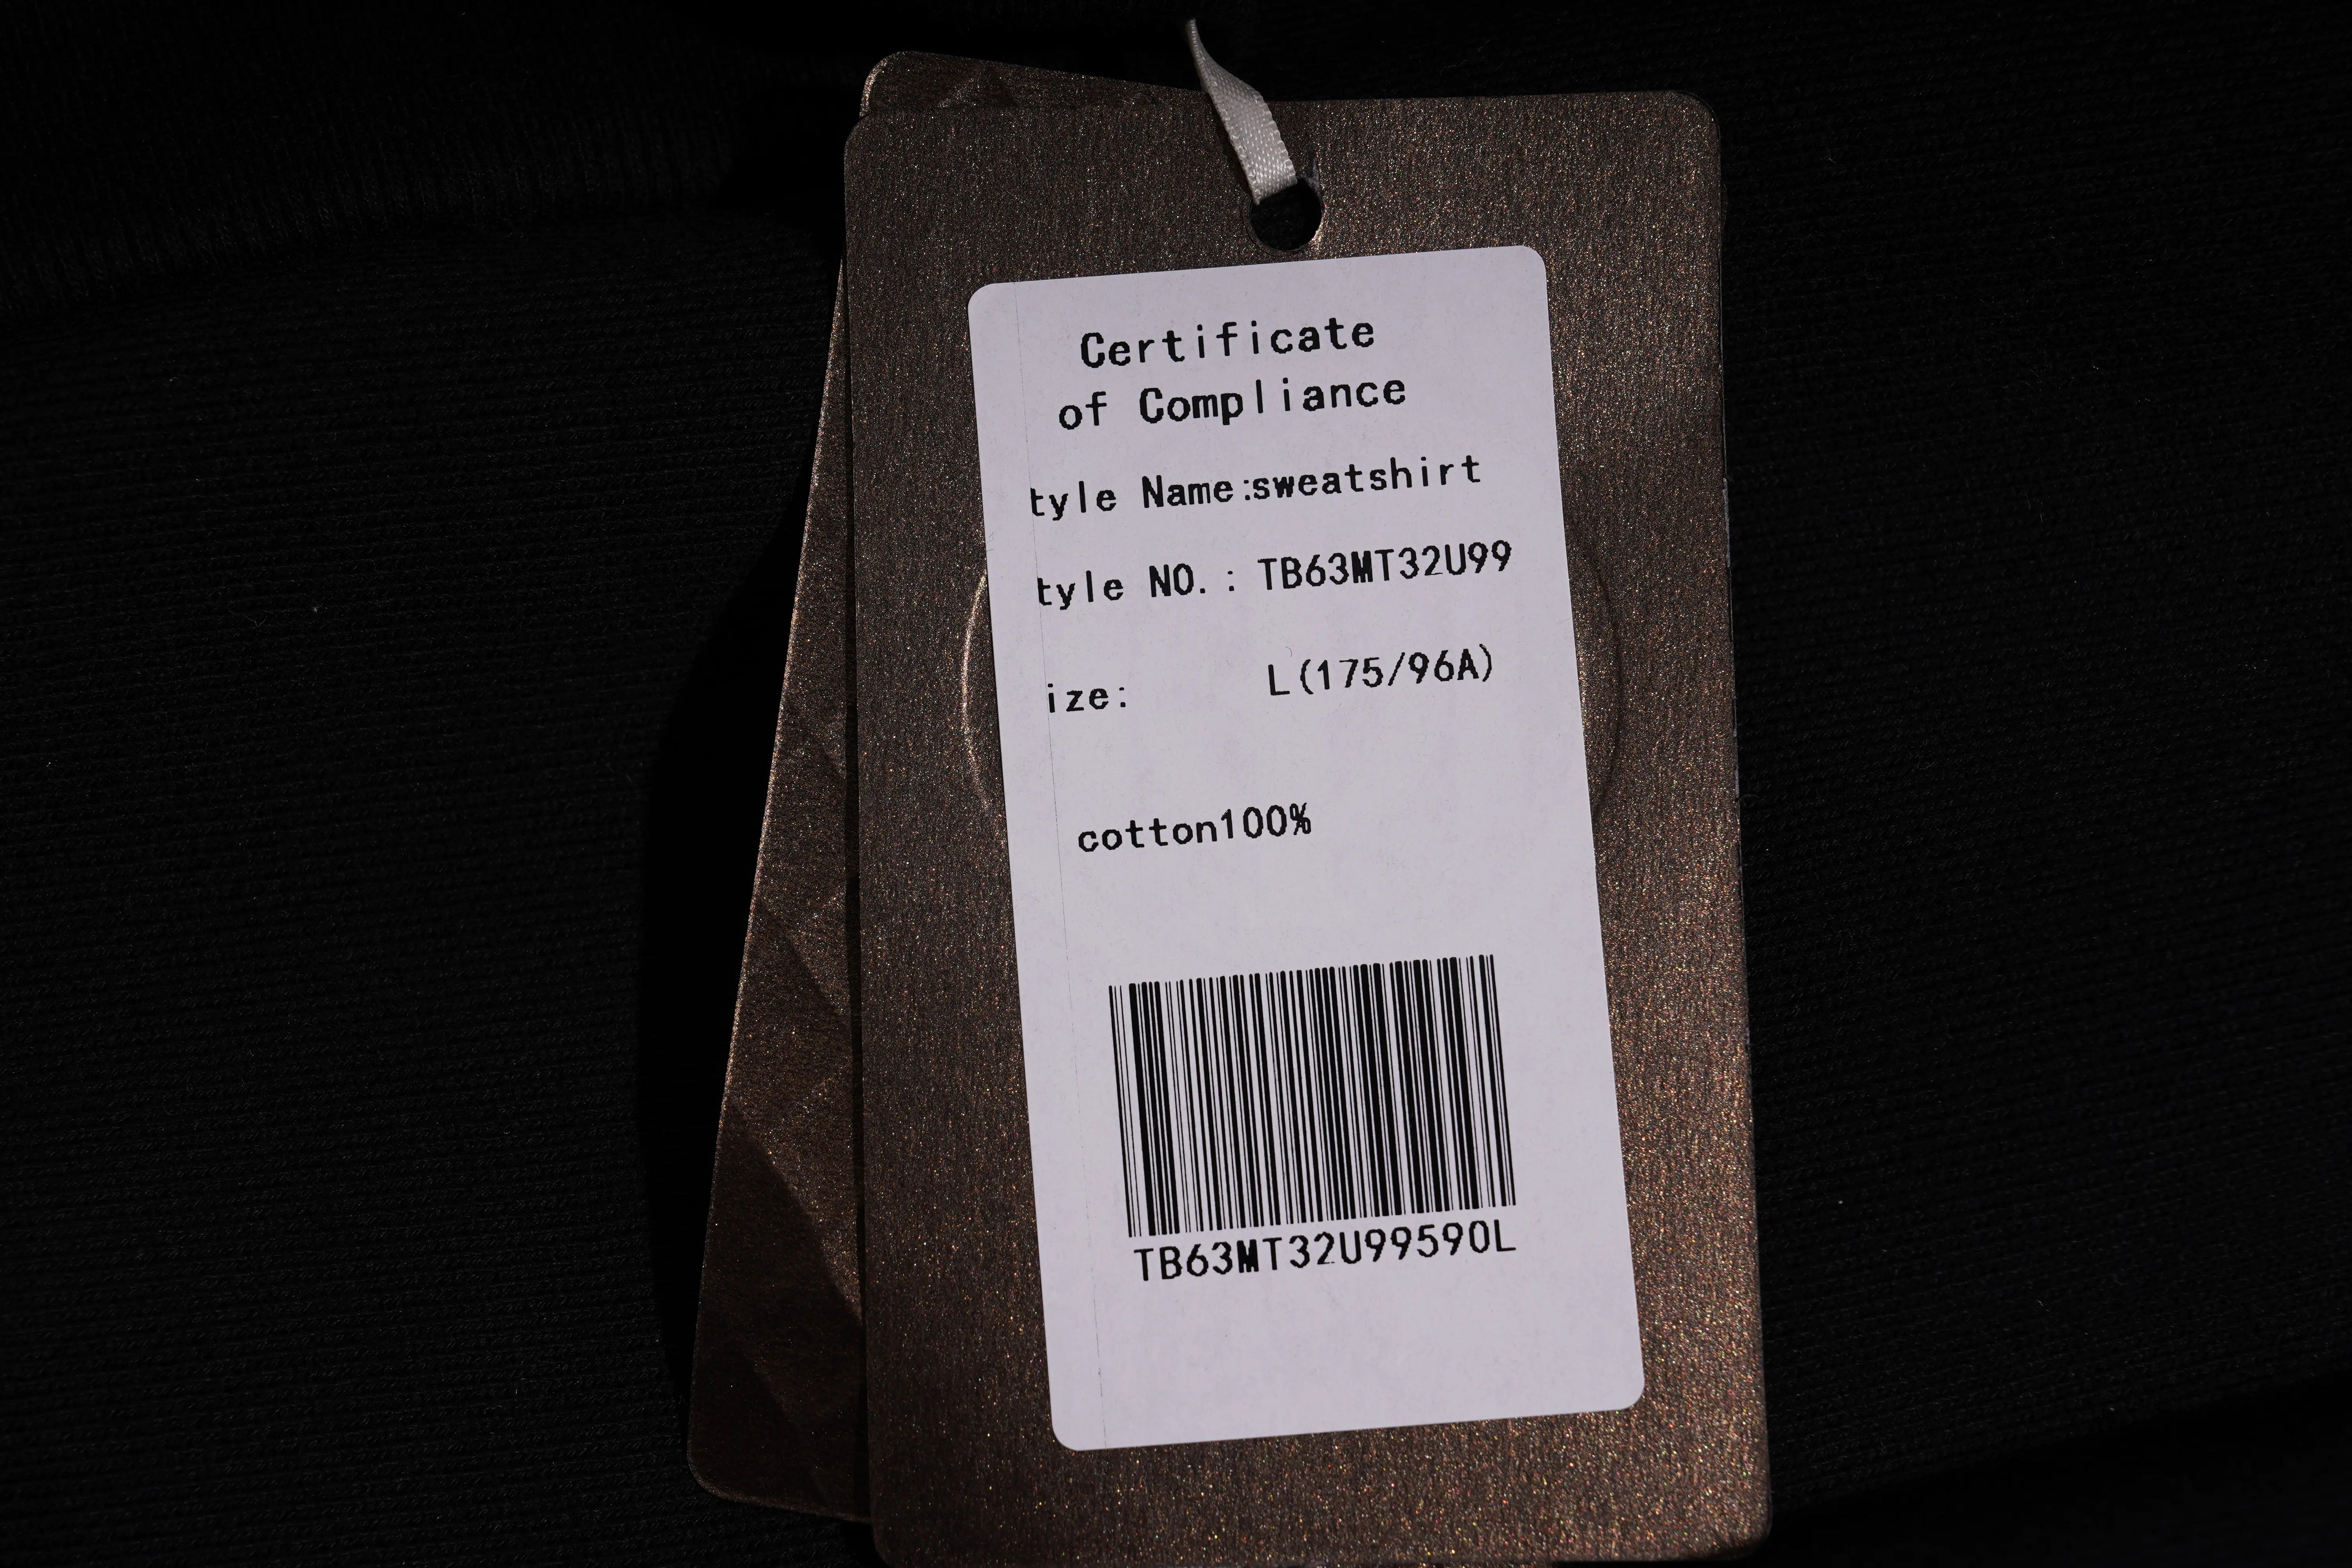 Certificate
of Compliance
tyle Name:sweatshirt
tyle NO.: TB63MT32U99
ize: L(175/96A)
cotton100%
TB63MT32U99590L